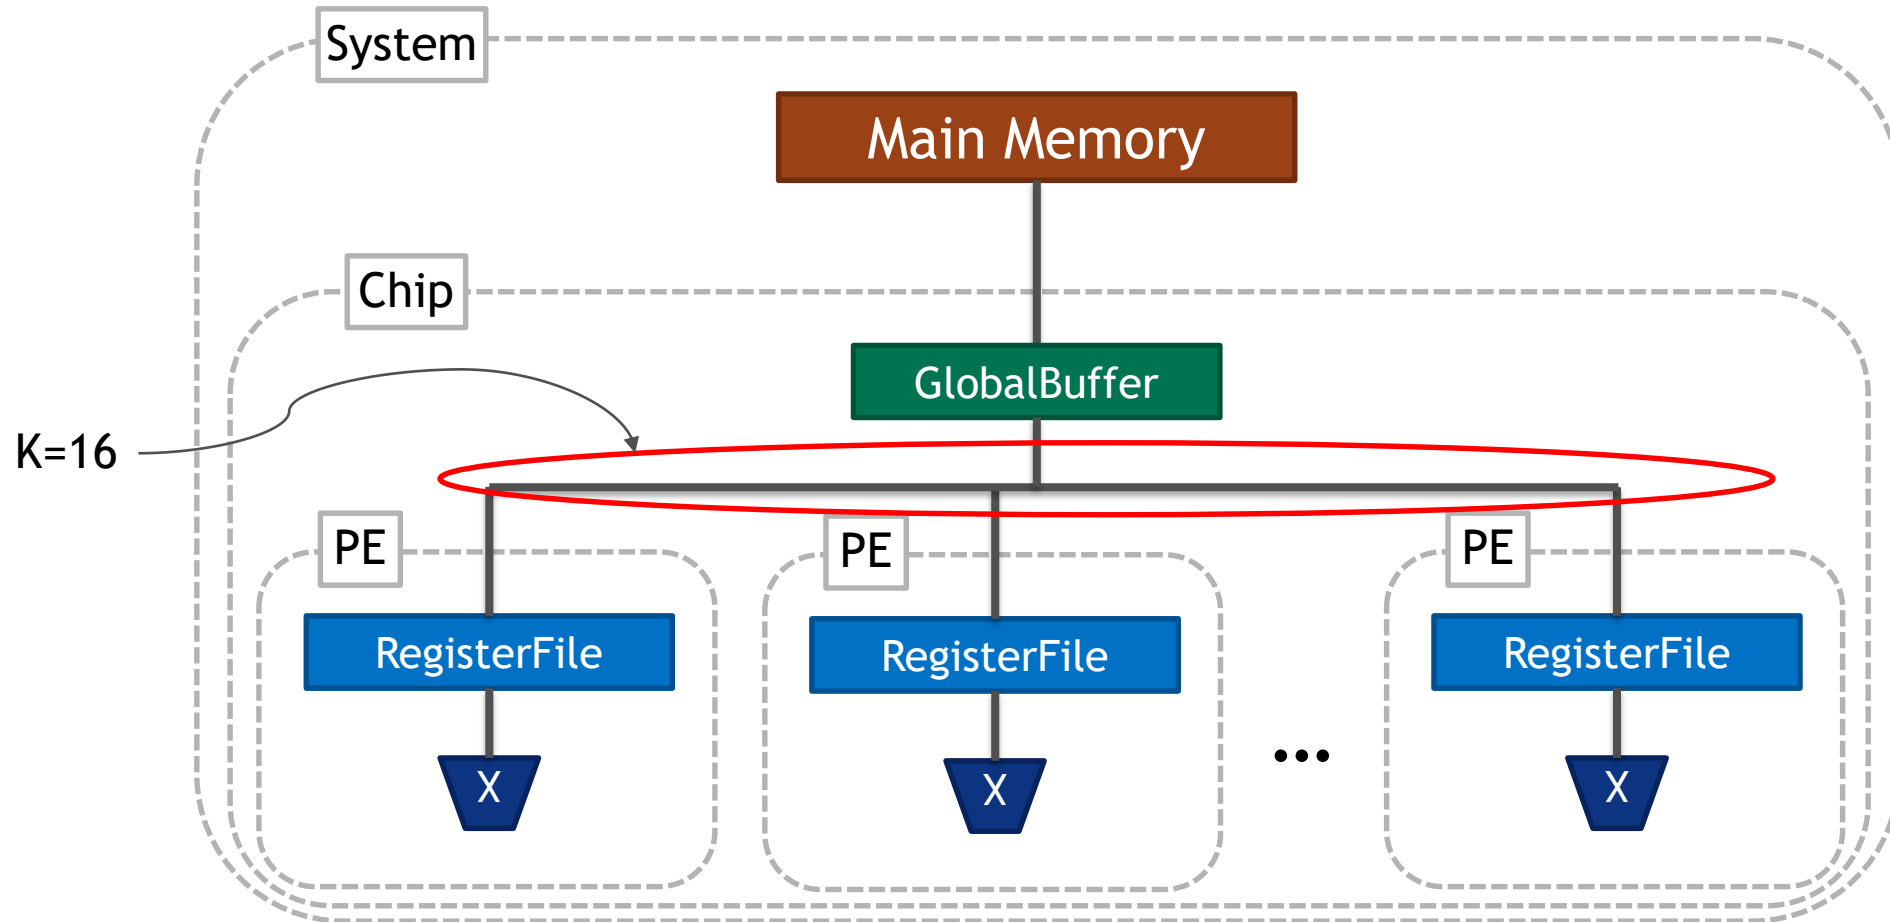 System
Main Memory
Chip
GlobalBuffer
K=16
PE
PE
PE
RegisterFile
RegisterFile
RegisterFile
...
X
X
X